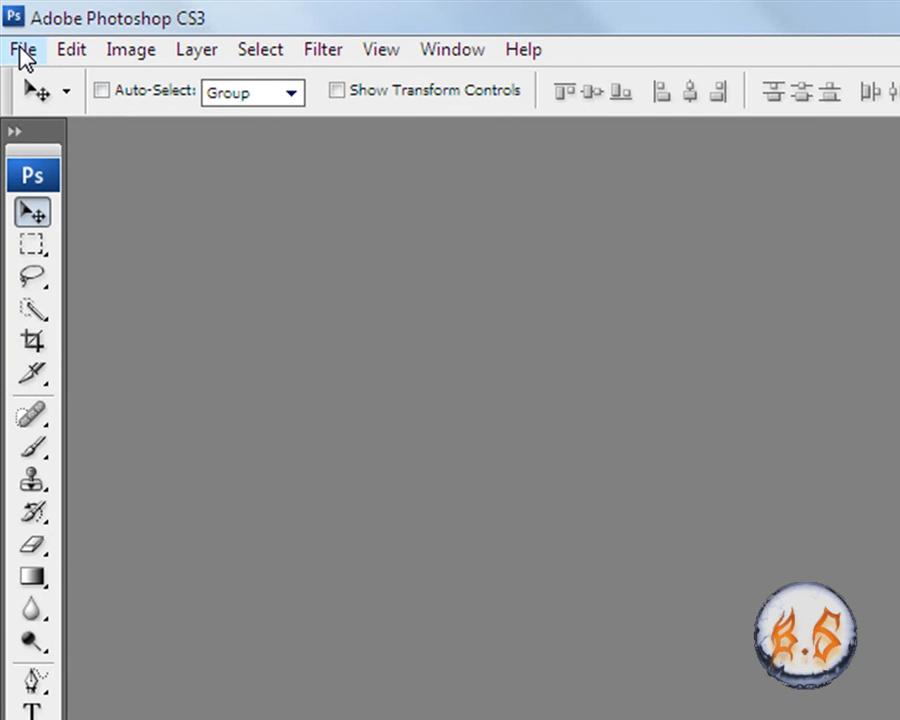 Ps Adobe Photoshop CS3
File Edit Image Layer Select Filter View Window Help
Auto-Select: Group Show Transform Controls
Ps
T
B.S